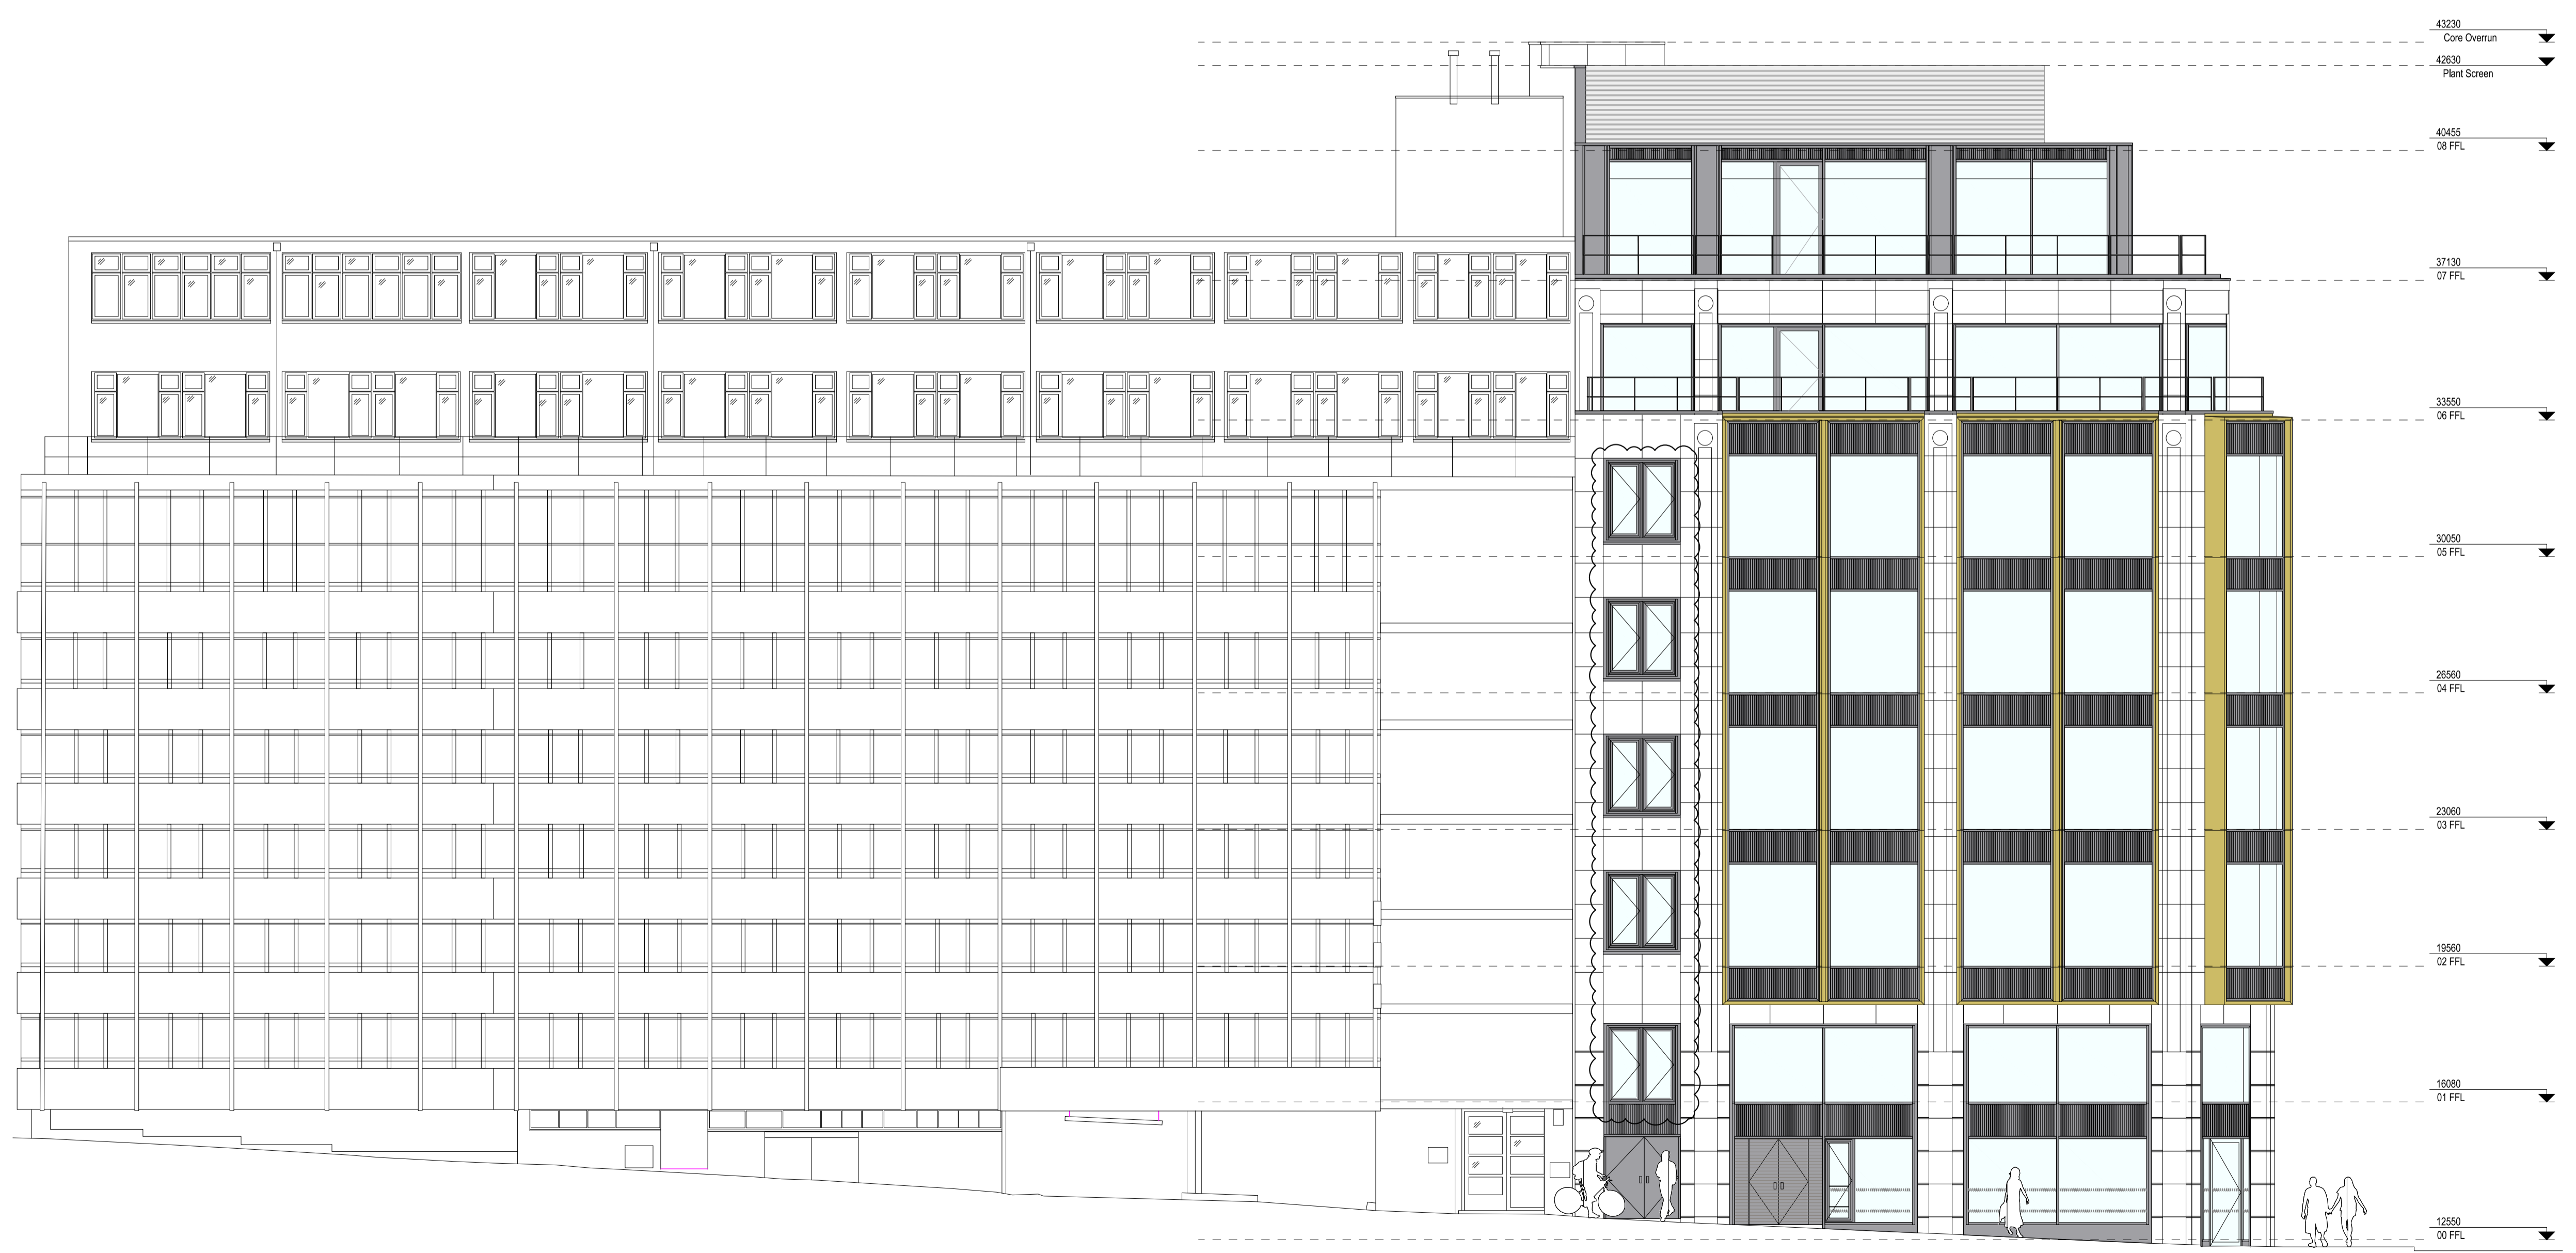 43230
Core Overrun
42630
Plant Screen
40455
08 FFL
37130
07 FFL
33550
06 FFL
30050
05 FFL
26560
04 FFL
23060
03 FFL
19560
02 FFL
16080
01 FFL
12550
00 FFL